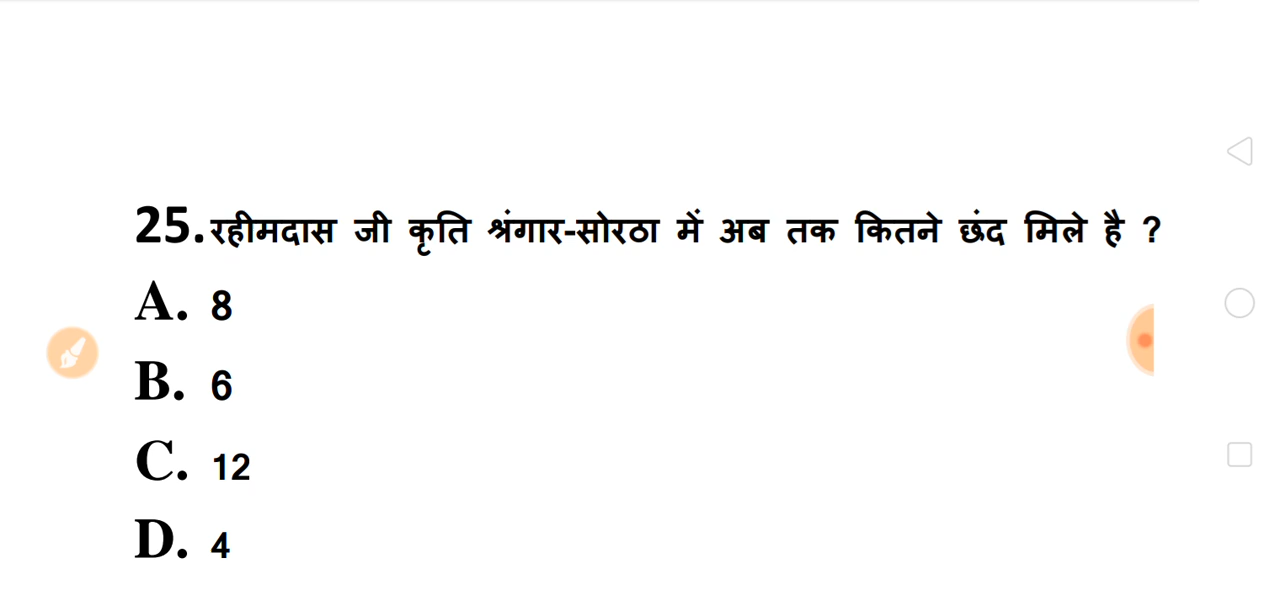 25.रहीमदास जी कृति श्रंगार-सोरठा में अब तक कितने छंद मिले है ?
A. 8
B. 6
C. 12
D. 4